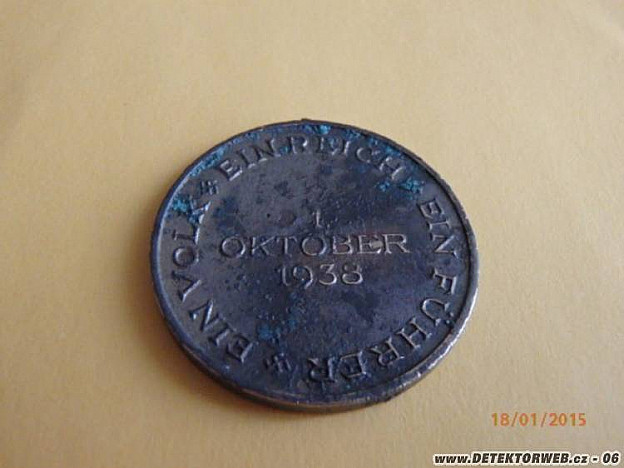 EIN VOLK EIN REICH EIN FÜHRER
1
OKTOBER
1938
18/01/2015
www.DETEKTORWEB.cz - 06